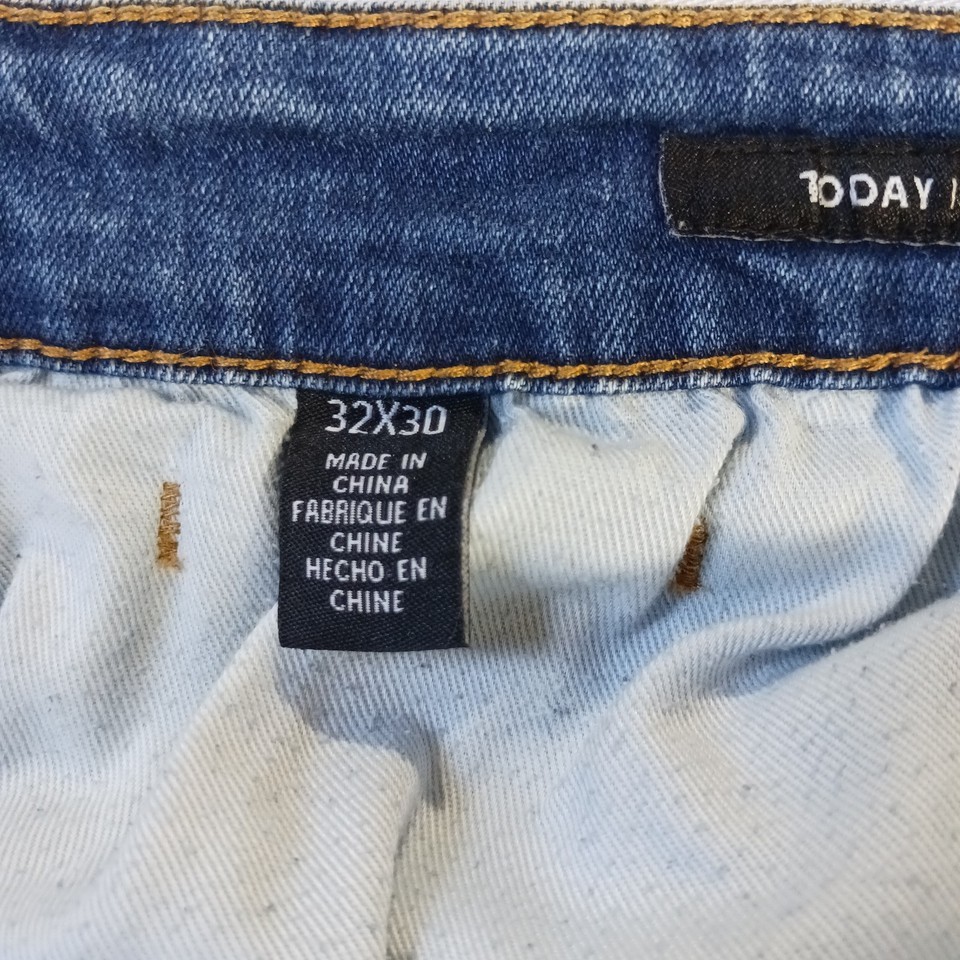 TODAY
32X30
MADE IN
CHINA
FABRIQUE EN
CHINE
HECHO EN
CHINE